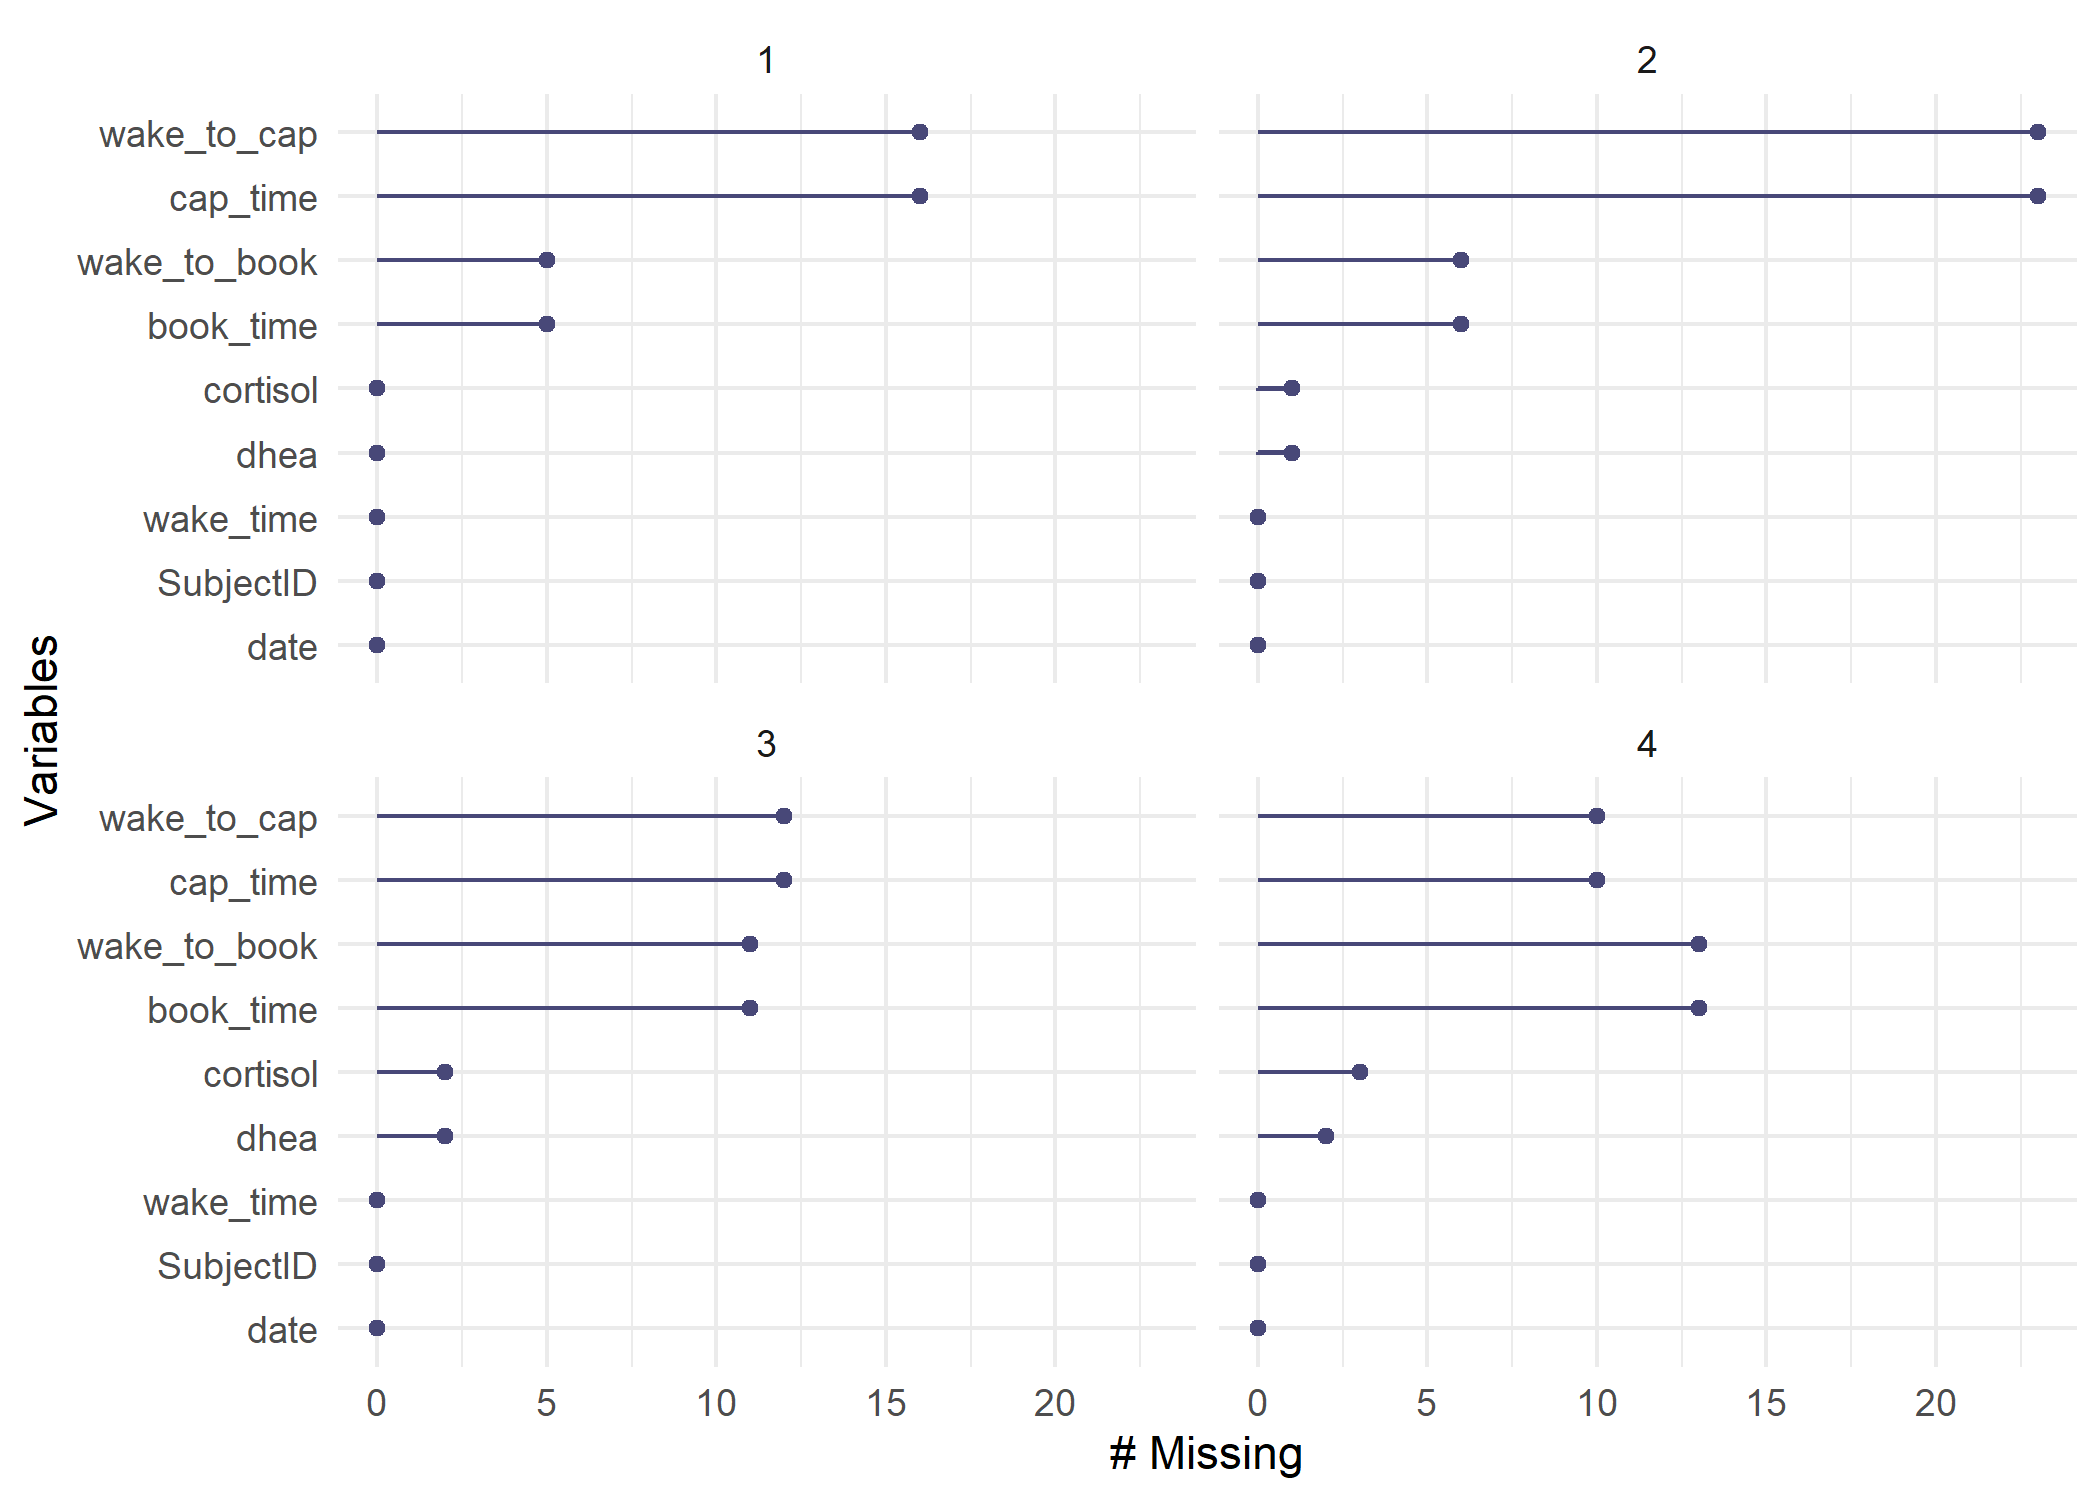 1
2
wake_to_cap
cap_time
wake_to_book
book_time
cortisol
dhea
wake_time
SubjectID
date
Variables
3
4
wake_to_cap
cap_time
wake_to_book
book_time
cortisol
dhea
wake_time
SubjectID
date
0 5 10 15 20 0 5 10 15 20
# Missing